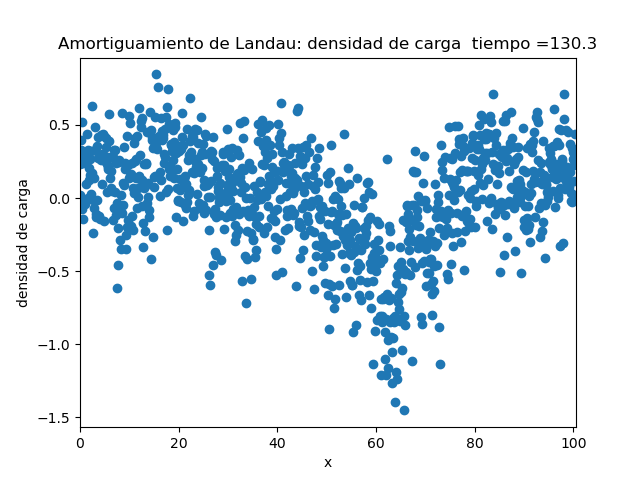 Amortiguamiento de Landau: densidad de carga  tiempo =130.3
densidad de carga
0.5
0.0
−0.5
−1.0
−1.5
0 20 40 60 80 100
x